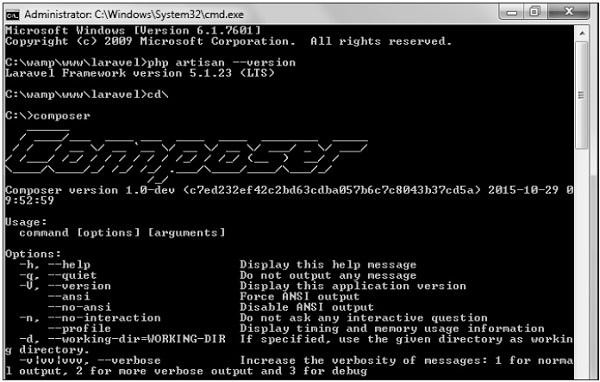 Administrator: C:\Windows\System32\cmd.exe
Microsoft Windows [Version 6.1.7601]
Copyright (c) 2009 Microsoft Corporation.  All rights reserved.
C:\wamp\www\laravel>php artisan --version
Laravel Framework version 5.1.23 (LTS)
C:\wamp\www\laravel>cd\
C:\>composer
Composer
Composer version 1.0-dev (c7ed232ef42c2bd63cdba057b6c7c8043b37cd5a) 2015-10-29 0
9:52:59
Usage:
  command [options] [arguments]
Options:
  -h, --help                     Display this help message
  -q, --quiet                    Do not output any message
  -V, --version                  Display this application version
      --ansi                     Force ANSI output
      --no-ansi                  Disable ANSI output
  -n, --no-interaction           Do not ask any interactive question
      --profile                  Display timing and memory usage information
  -d, --working-dir=WORKING-DIR  If specified, use the given directory as workin
g directory.
  -v|vv|vvv, --verbose           Increase the verbosity of messages: 1 for norma
l output, 2 for more verbose output and 3 for debug